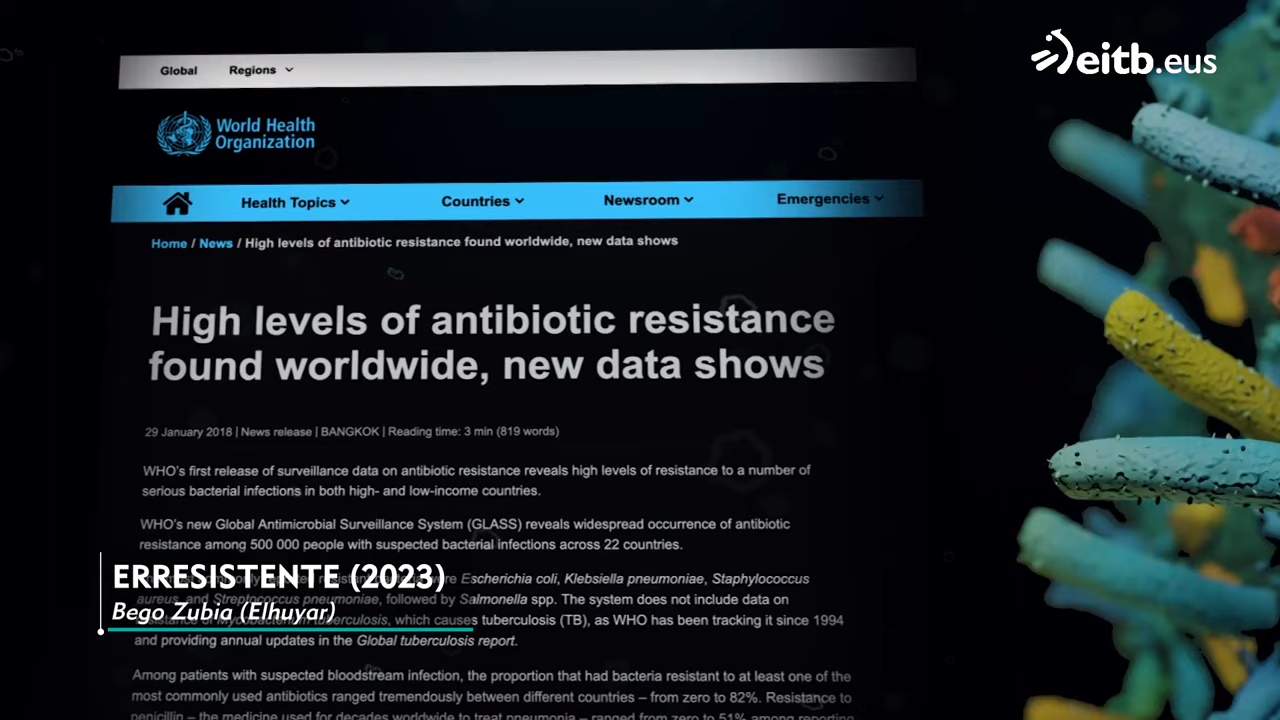 Global Regions
eitb.eus
World Health
Organization
Health Topics Countries Newsroom Emergencies
Home / News / High levels of antibiotic resistance found worldwide, new data shows
High levels of antibiotic resistance
found worldwide, new data shows
29 January 2018 | News release | BANGKOK | Reading time: 3 min (819 words)
WHO's first release of surveillance data on antibiotic resistance reveals high levels of resistance to a number of
serious bacterial infections in both high- and low-income countries.
WHO's new Global Antimicrobial Surveillance System (GLASS) reveals widespread occurrence of antibiotic
resistance among 500 000 people with suspected bacterial infections across 22 countries.
Escherichia coli, Klebsiella pneumoniae, Staphylococcus
aureus, and Streptococcus pneumoniae, followed by Salmonella spp. The system does not include data on
resistance of Mycobacterium tuberculosis, which causes tuberculosis (TB), as WHO has been tracking it since 1994
and providing annual updates in the Global tuberculosis report.
ERRESISTENTE (2023)
Bego Zubia (Elhuyar)
Among patients with suspected bloodstream infection, the proportion that had bacteria resistant to at least one of the
most commonly used antibiotics ranged tremendously between different countries – from zero to 82%. Resistance to
penicillin – the medicine used for decades worldwide to treat pneumonia – ranged from zero to 51% among reporting